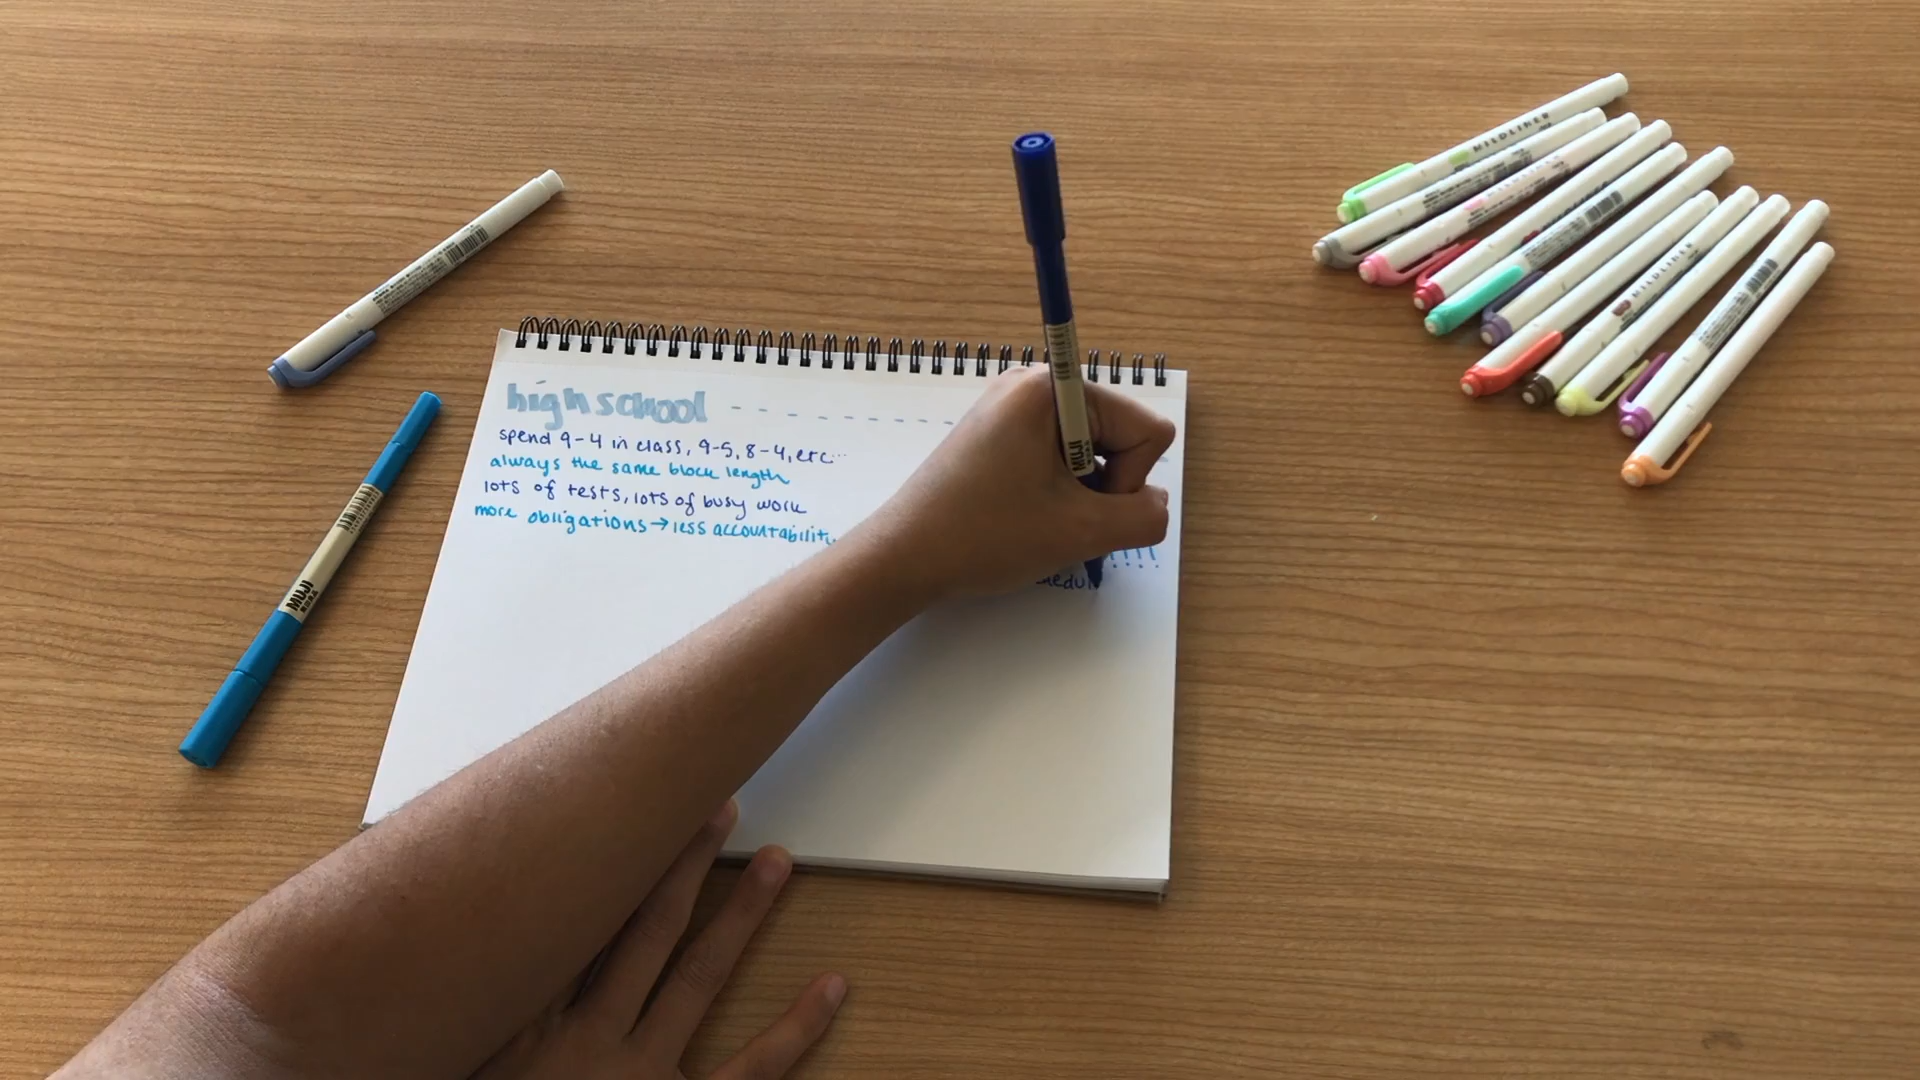 MILDLINER
high school
spend 9-4 in class, 9-5, 8-4, etc...
always the same block length
lots of tests, lots of busy work
more obligations → less accountability
!!!!
MUJI
MUJI
MILDLINER